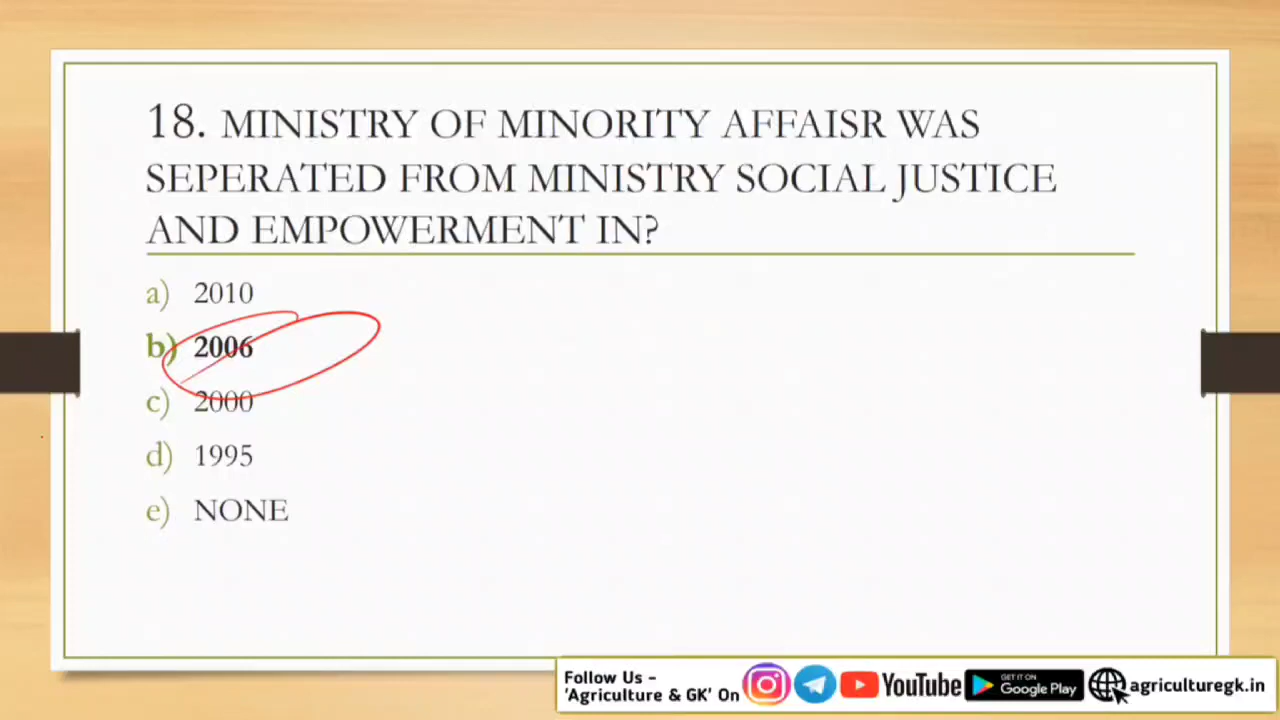 18. MINISTRY OF MINORITY AFFAISR WAS
SEPERATED FROM MINISTRY SOCIAL JUSTICE
AND EMPOWERMENT IN?
a) 2010
b) 2006
c) 2000
d) 1995
e) NONE
Follow Us –
'Agriculture & GK' On
YouTube
GET IT ON
Google Play
agriculturegk.in